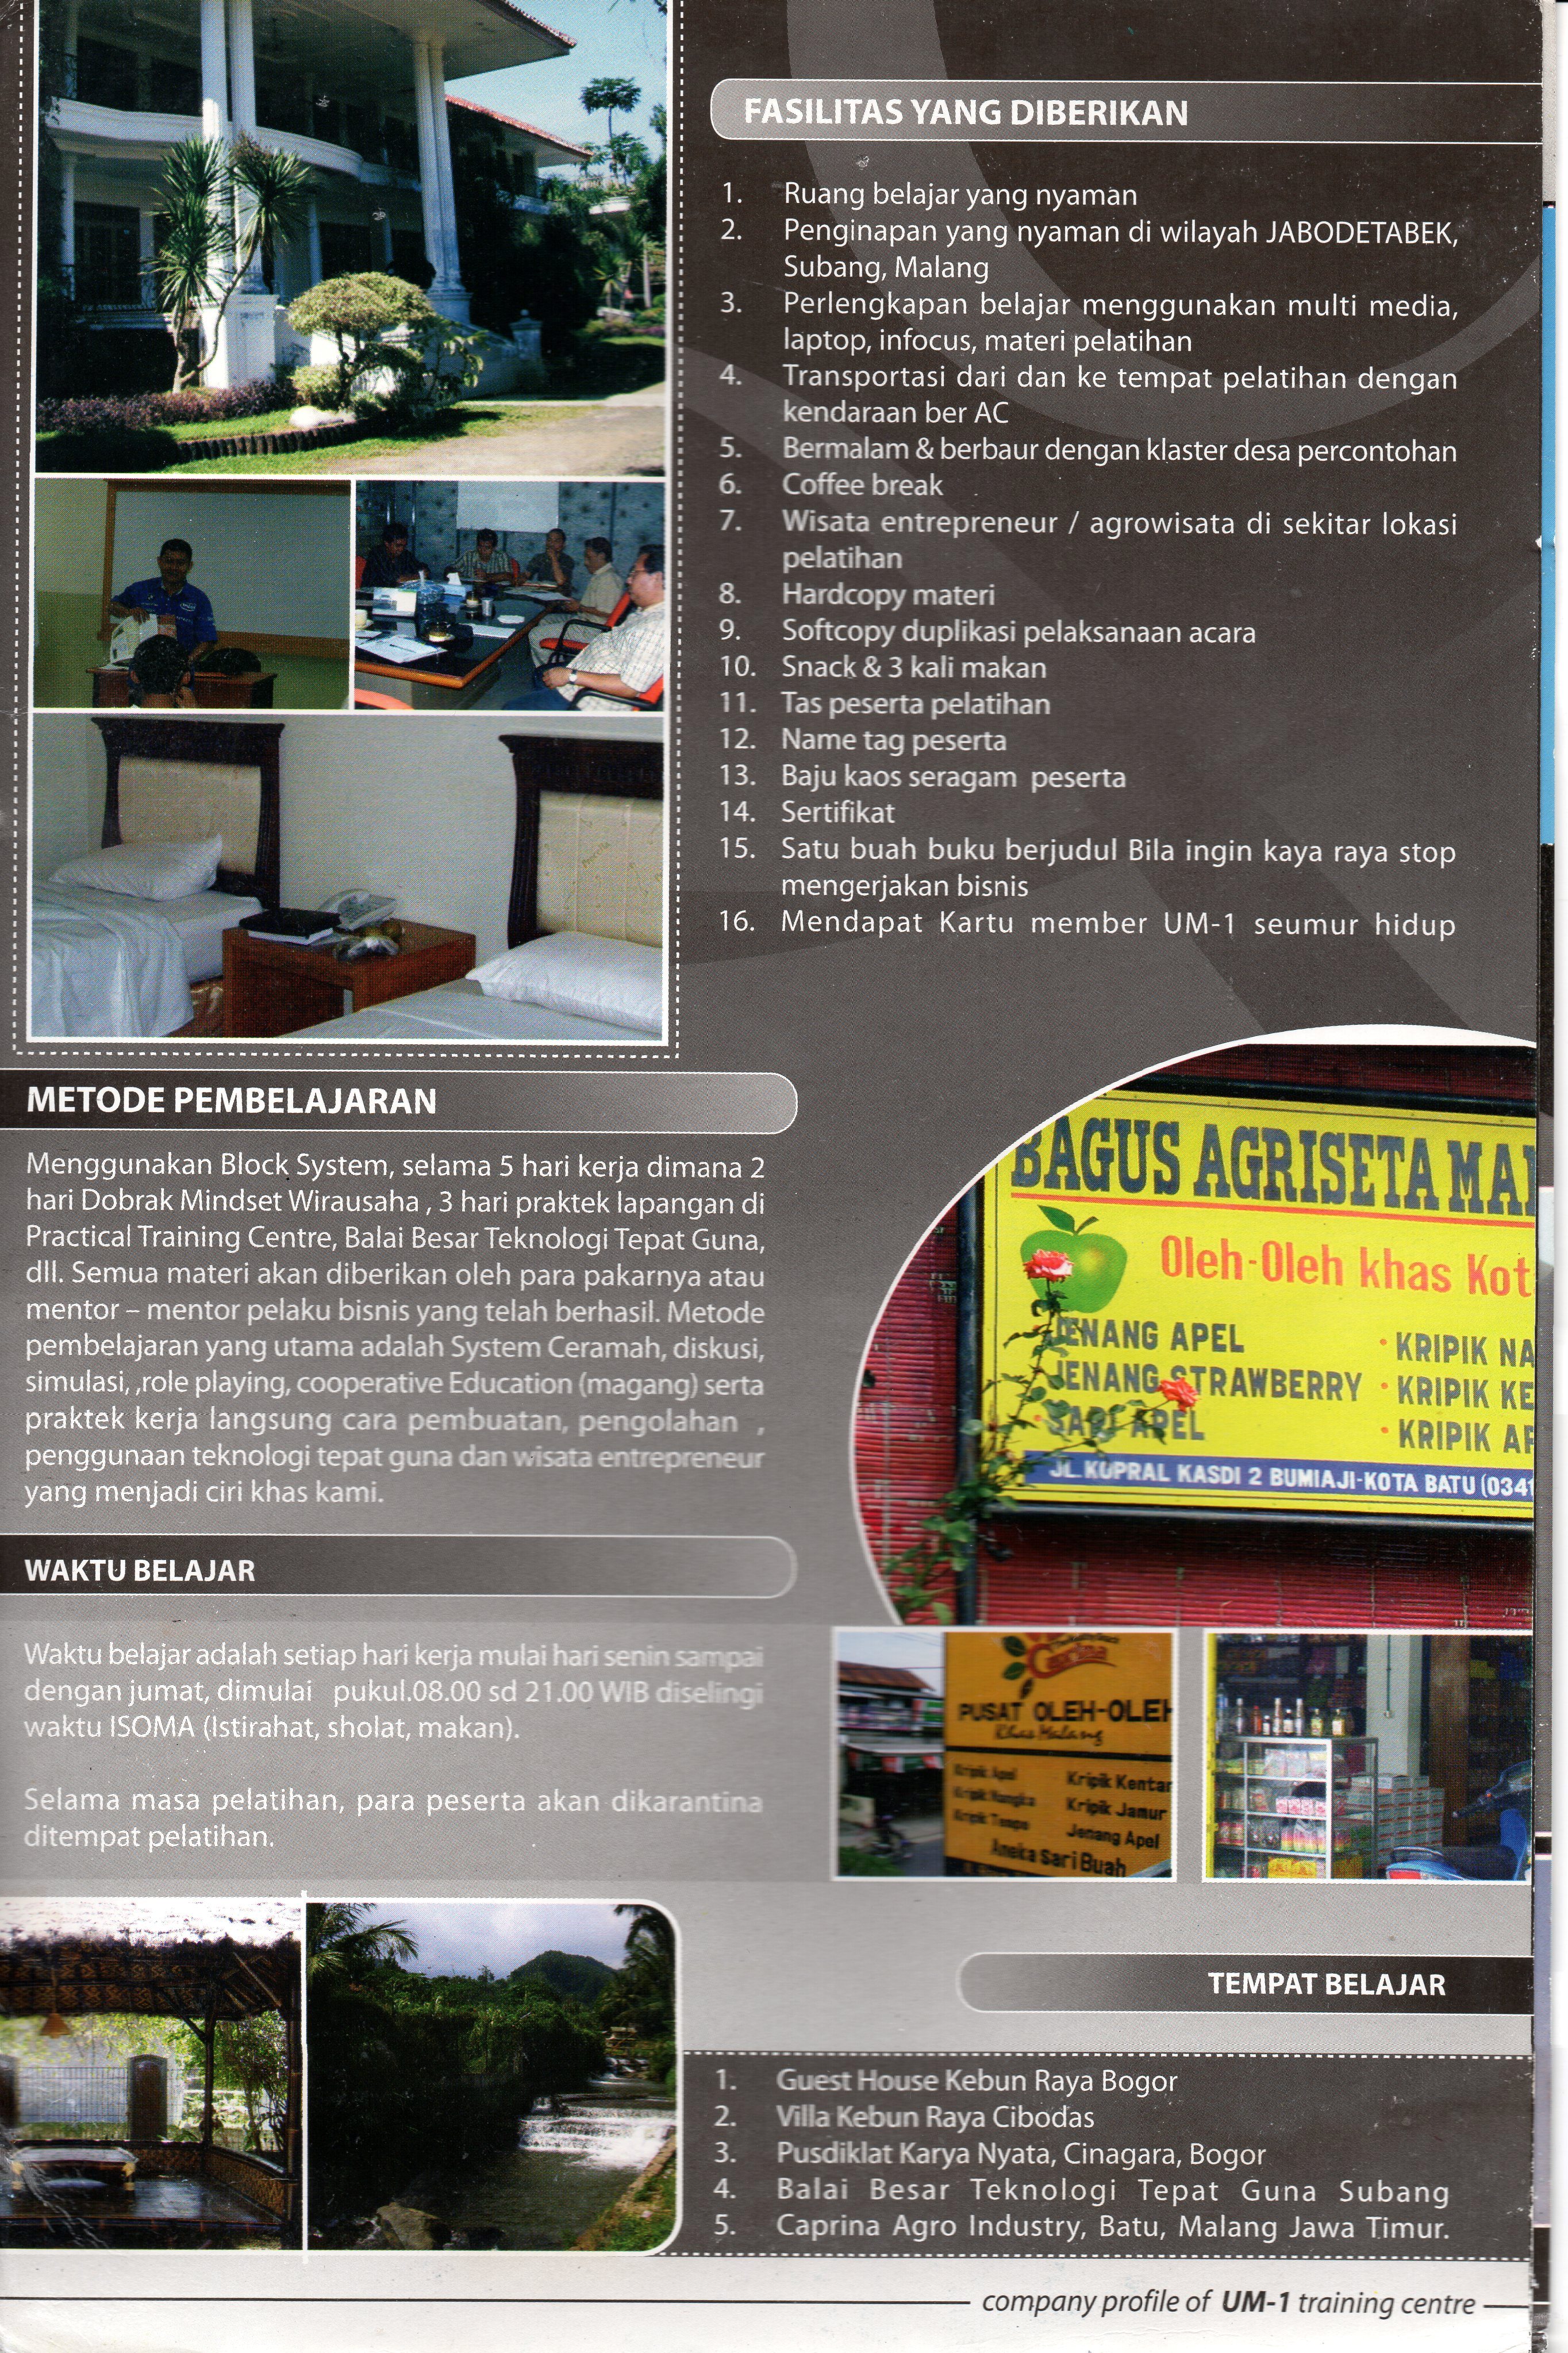 FASILITAS YANG DIBERIKAN
1. Ruang belajar yang nyaman
2. Penginapan yang nyaman di wilayah JABODETABEK,
Subang, Malang
3. Perlengkapan belajar menggunakan multi media,
laptop, infocus, materi pelatihan
4. Transportasi dari dan ke tempat pelatihan dengan
kendaraan ber AC
5. Bermalam & berbaur dengan klaster desa percontohan
6. Coffee break
7. Wisata entrepreneur / agrowisata di sekitar lokasi
pelatihan
8. Hardcopy materi
9. Softcopy duplikasi pelaksanaan acara
10. Snack & 3 kali makan
11. Tas peserta pelatihan
12. Name tag peserta
13. Baju kaos seragam peserta
14. Sertifikat
15. Satu buah buku berjudul Bila ingin kaya raya stop
mengerjakan bisnis
16. Mendapat Kartu member UM-1 seumur hidup
METODE PEMBELAJARAN
Menggunakan Block System, selama 5 hari kerja dimana 2
hari Dobrak Mindset Wirausaha , 3 hari praktek lapangan di
Practical Training Centre, Balai Besar Teknologi Tepat Guna,
dll. Semua materi akan diberikan oleh para pakarnya atau
mentor – mentor pelaku bisnis yang telah berhasil. Metode
pembelajaran yang utama adalah System Ceramah, diskusi,
simulasi, ,role playing, cooperative Education (magang) serta
praktek kerja langsung cara pembuatan, pengolahan ,
penggunaan teknologi tepat guna dan wisata entrepreneur
yang menjadi ciri khas kami.
WAKTU BELAJAR
Waktu belajar adalah setiap hari kerja mulai hari senin sampai
dengan jumat, dimulai pukul.08.00 sd 21.00 WIB diselingi
waktu ISOMA (Istirahat, sholat, makan).
Selama masa pelatihan, para peserta akan dikarantina
ditempat pelatihan.
BAGUS AGRISETA MA
Oleh-Oleh khas Kot
JENANG APEL
JENANG STRAWBERRY
SARI APEL
• KRIPIK NA
• KRIPIK KE
• KRIPIK AP
JL. KOPRAL KASDI 2 BUMIAJI-KOTA BATU (0341
PUSAT OLEH-OLEH
Khas Malang
Kripik Apel
Kripik Nangka
Kripik Tempe
Kripik Kentan
Kripik Jamur
Jenang Apel
Aneka Sari Buah
TEMPAT BELAJAR
1. Guest House Kebun Raya Bogor
2. Villa Kebun Raya Cibodas
3. Pusdiklat Karya Nyata, Cinagara, Bogor
4. Balai Besar Teknologi Tepat Guna Subang
5. Caprina Agro Industry, Batu, Malang Jawa Timur.
company profile of UM-1 training centre